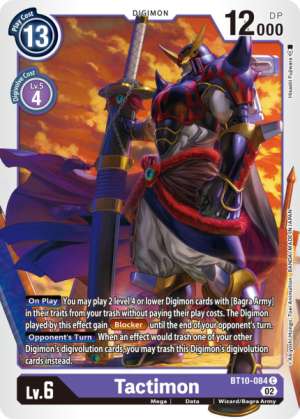 Play Cost
13
DIGIMON
12000
DP
Digivolve Cost
Lv.5
4
[On Play] You may play 2 level 4 or lower Digimon cards with [Bagra Army]
in their traits from your trash without paying their play costs. The Digimon
played by this effect gain Blocker until the end of your opponent's turn.
Opponent's Turn When an effect would trash one of your other
Digimon's digivolution cards, you may trash this Digimon's digivolution
cards instead.
Lv.6
Tactimon
BT10-084 C
02
Mega
Data
Wizard/Bagra Army